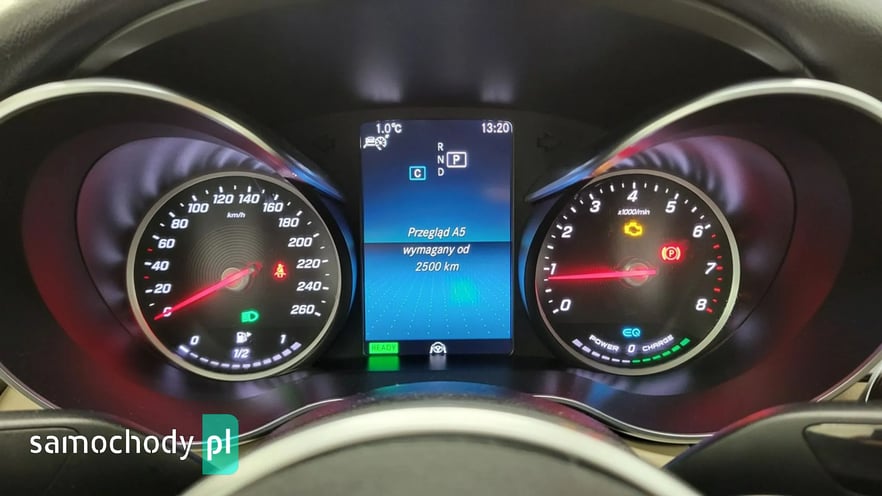 1.0°C 13:20
R
N P
C D
Przegląd A5
wymagany od
2500 km
READY
0 20 40 60 80 100 120 140 160 180 200 220 240 260
km/h
0 1/2 1
0 1 2 3 4 5 6 7 8
x1000/min
P
EQ
POWER 0 CHARGE
samochody.pl